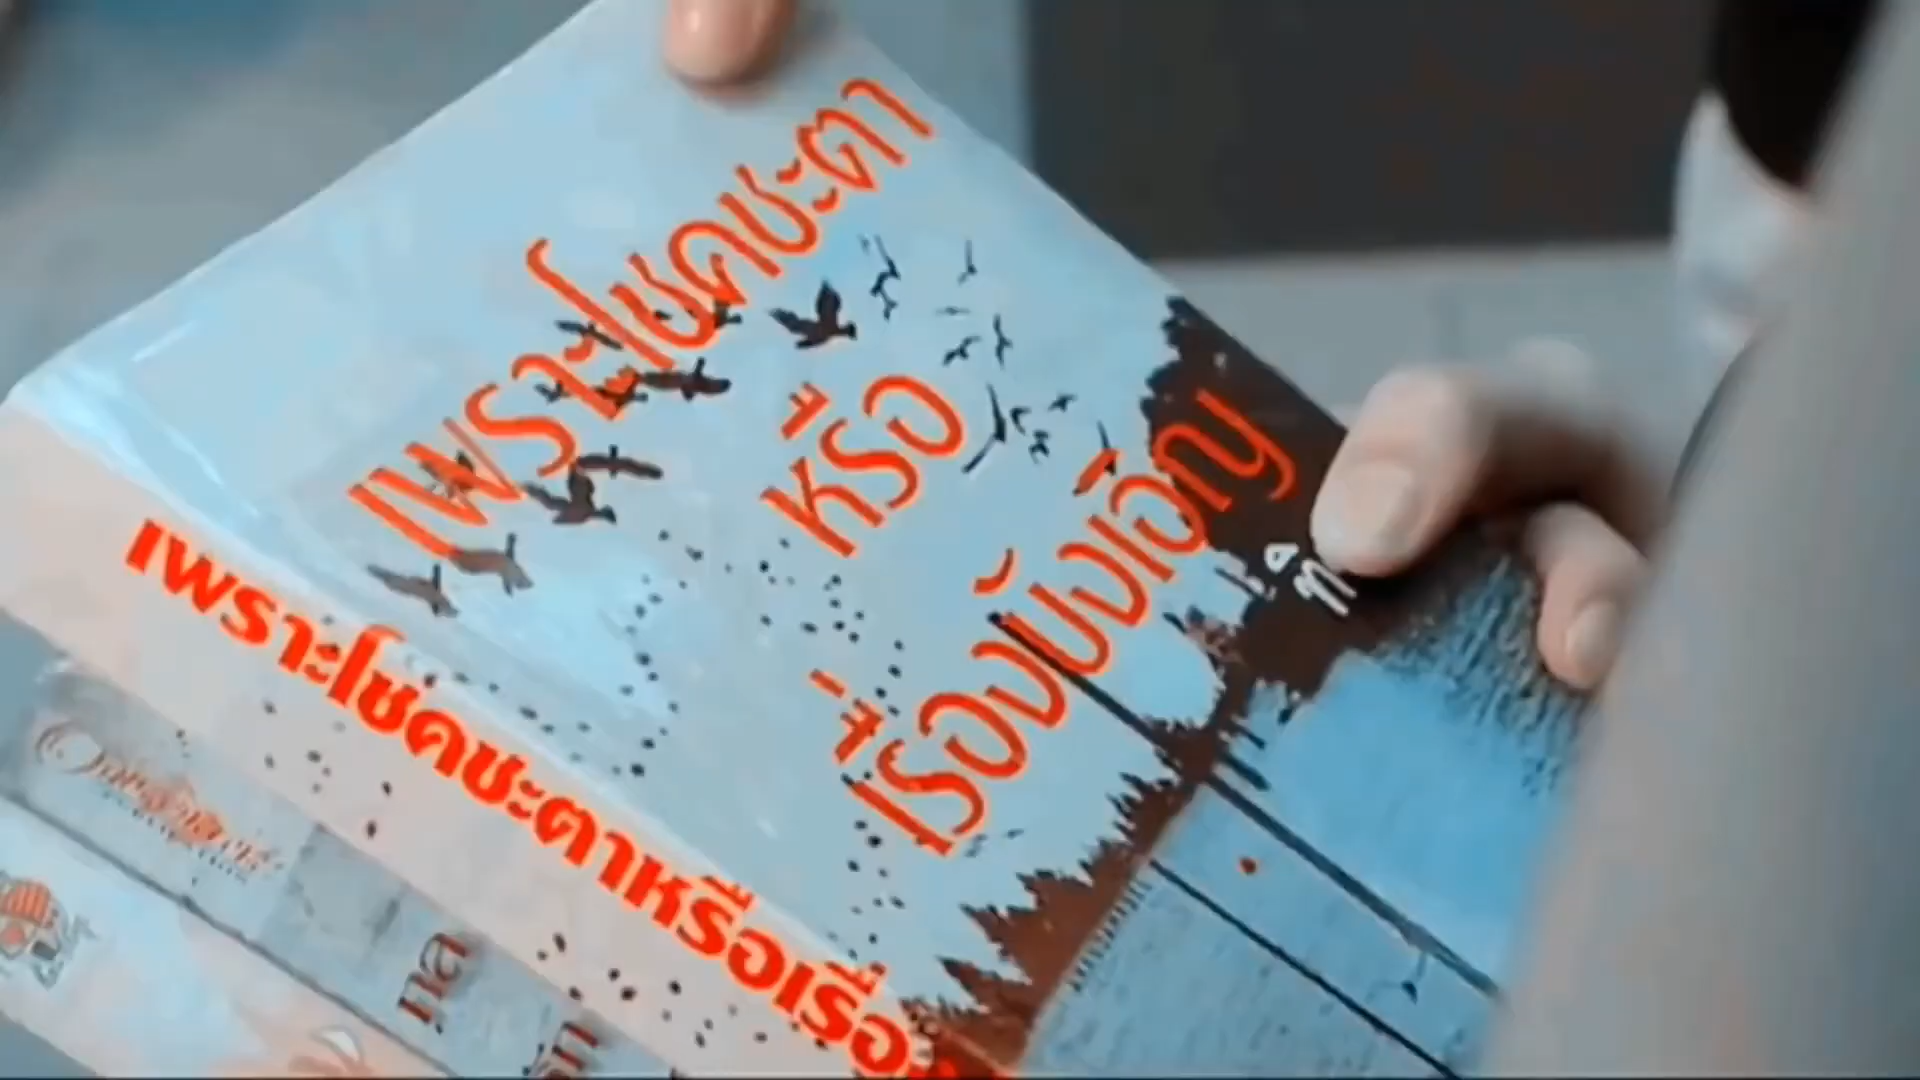 เพราะโชคชะตา
หรือ
เรื่องบังเอิญ
เพราะโชคชะตาหรือเรื่อ
กล